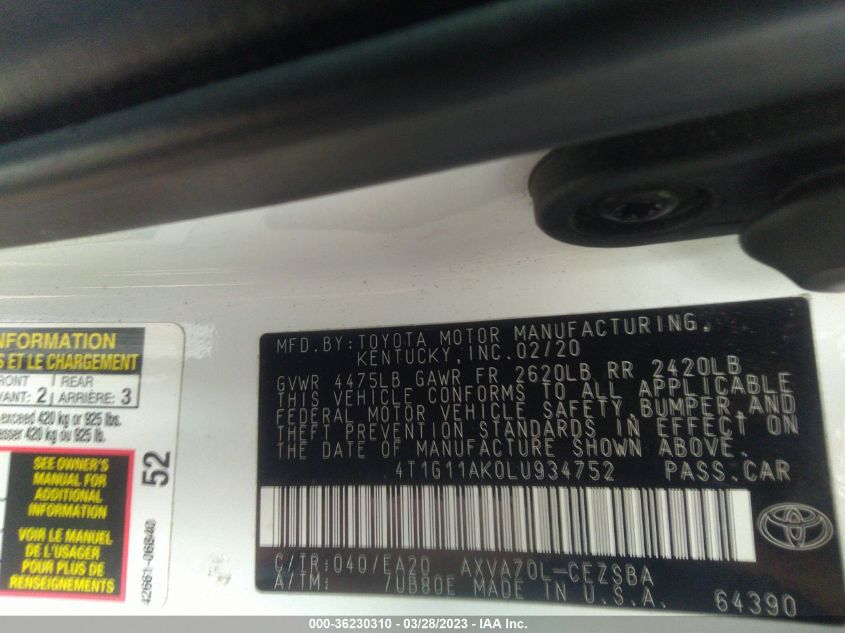 NFORMATION
S ET LE CHARGEMENT
RONT | REAR
VANT: 2 | ARRIÈRE: 3
exceed 420 kg or 925 lbs.
esser 420 kg ou 925 lb.
SEE OWNER'S
MANUAL FOR
ADDITIONAL
INFORMATION
VOIR LE MANUEL
DE L'USAGER
POUR PLUS DE
RENSEIGNEMENTS
52
42661-06840
MFD.BY: TOYOTA MOTOR MANUFACTURING,
KENTUCKY, INC. 02/20
GVWR 4475LB GAWR FR 2620LB RR 2420LB
THIS VEHICLE CONFORMS TO ALL APPLICABLE
FEDERAL MOTOR VEHICLE SAFETY, BUMPER, AND
THEFT PREVENTION STANDARDS IN EFFECT ON
THE DATE OF MANUFACTURE SHOWN ABOVE.
4T1G11AK0LU934752 PASS.CAR
C/TR:040/EA20 AXVA70L-CEZSBA
A/TM: 7UB80E MADE IN U.S.A.
64390
000-36230310 - 03/28/2023 - IAA Inc.